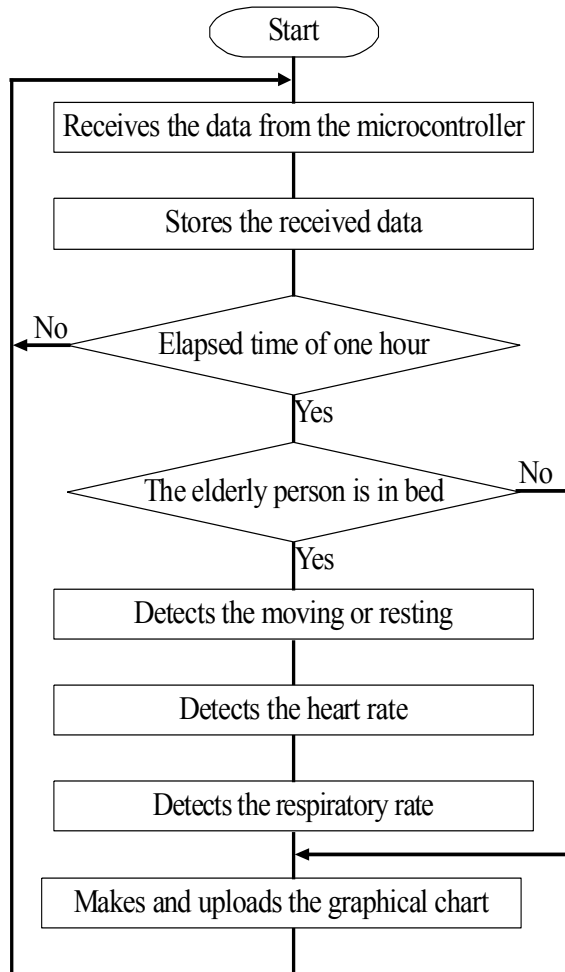 Start
Receives the data from the microcontroller
Stores the received data
No
Elapsed time of one hour
Yes
The elderly person is in bed
No
Yes
Detects the moving or resting
Detects the heart rate
Detects the respiratory rate
Makes and uploads the graphical chart